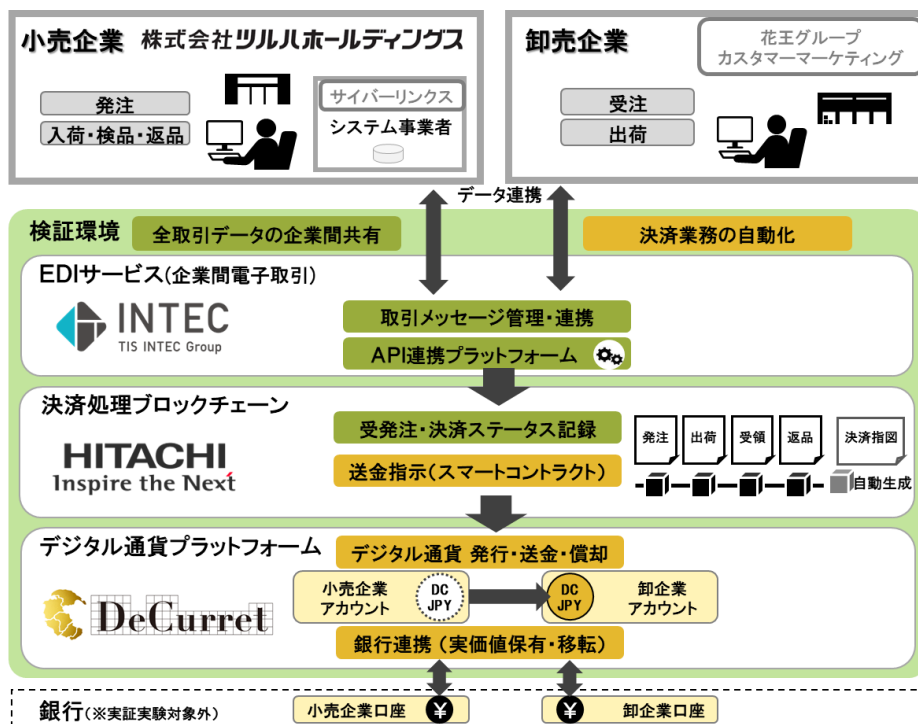 小売企業 株式会社ツルハホールディングス
発注
入荷・検品・返品
サイバーリンクス
システム事業者
卸売企業
花王グループ
カスタマーマーケティング
受注
出荷
データ連携
検証環境
全取引データの企業間共有
決済業務の自動化
EDIサービス(企業間電子取引)
INTEC
TIS INTEC Group
取引メッセージ管理・連携
API連携プラットフォーム
決済処理ブロックチェーン
HITACHI
Inspire the Next
受発注・決済ステータス記録
送金指示(スマートコントラクト)
発注 出荷 受領 返品 決済指図
自動生成
デジタル通貨プラットフォーム
デジタル通貨 発行・送金・償却
DeCurret
小売企業
アカウント
DC
JPY
DC
JPY
卸企業
アカウント
銀行連携(実価値保有・移転)
銀行(※実証実験対象外)
小売企業口座 ¥
¥ 卸企業口座